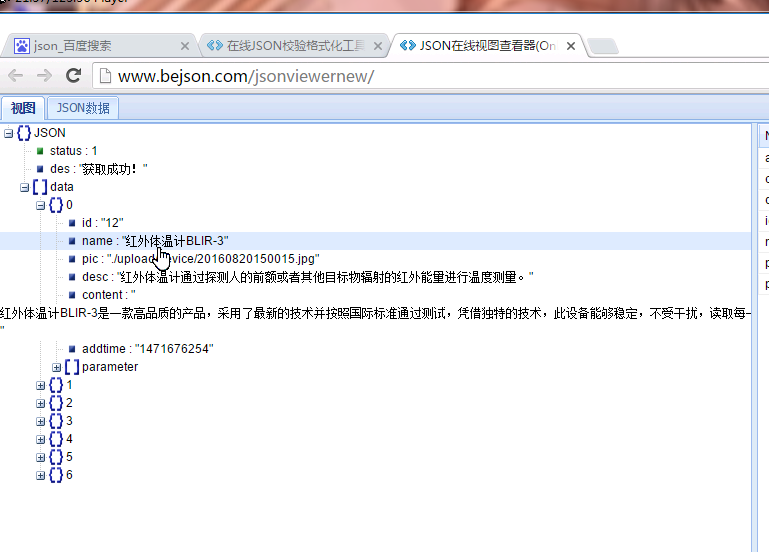 json_百度搜索
在线JSON校验格式化工具
JSON在线视图查看器(On
www.bejson.com/jsonviewernew/
视图
JSON数据
JSON
status : 1
des : "获取成功！"
data
0
id : "12"
name : "红外体温计BLIR-3"
pic : "./upload/device/20160820150015.jpg"
desc : "红外体温计通过探测人的前额或者其他目标物辐射的红外能量进行温度测量。"
content : "
红外体温计BLIR-3是一款高品质的产品，采用了最新的技术并按照国际标准通过测试，凭借独特的技术，此设备能够稳定，不受干扰，读取每一
"
addtime : "1471676254"
parameter
1
2
3
4
5
6